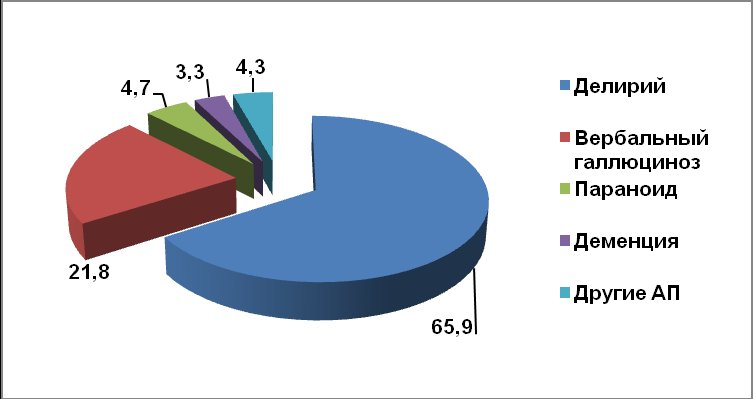 4,3
3,3
4,7
21,8
65,9
Делирий
Вербальный
галлюциноз
Параноид
Деменция
Другие АП